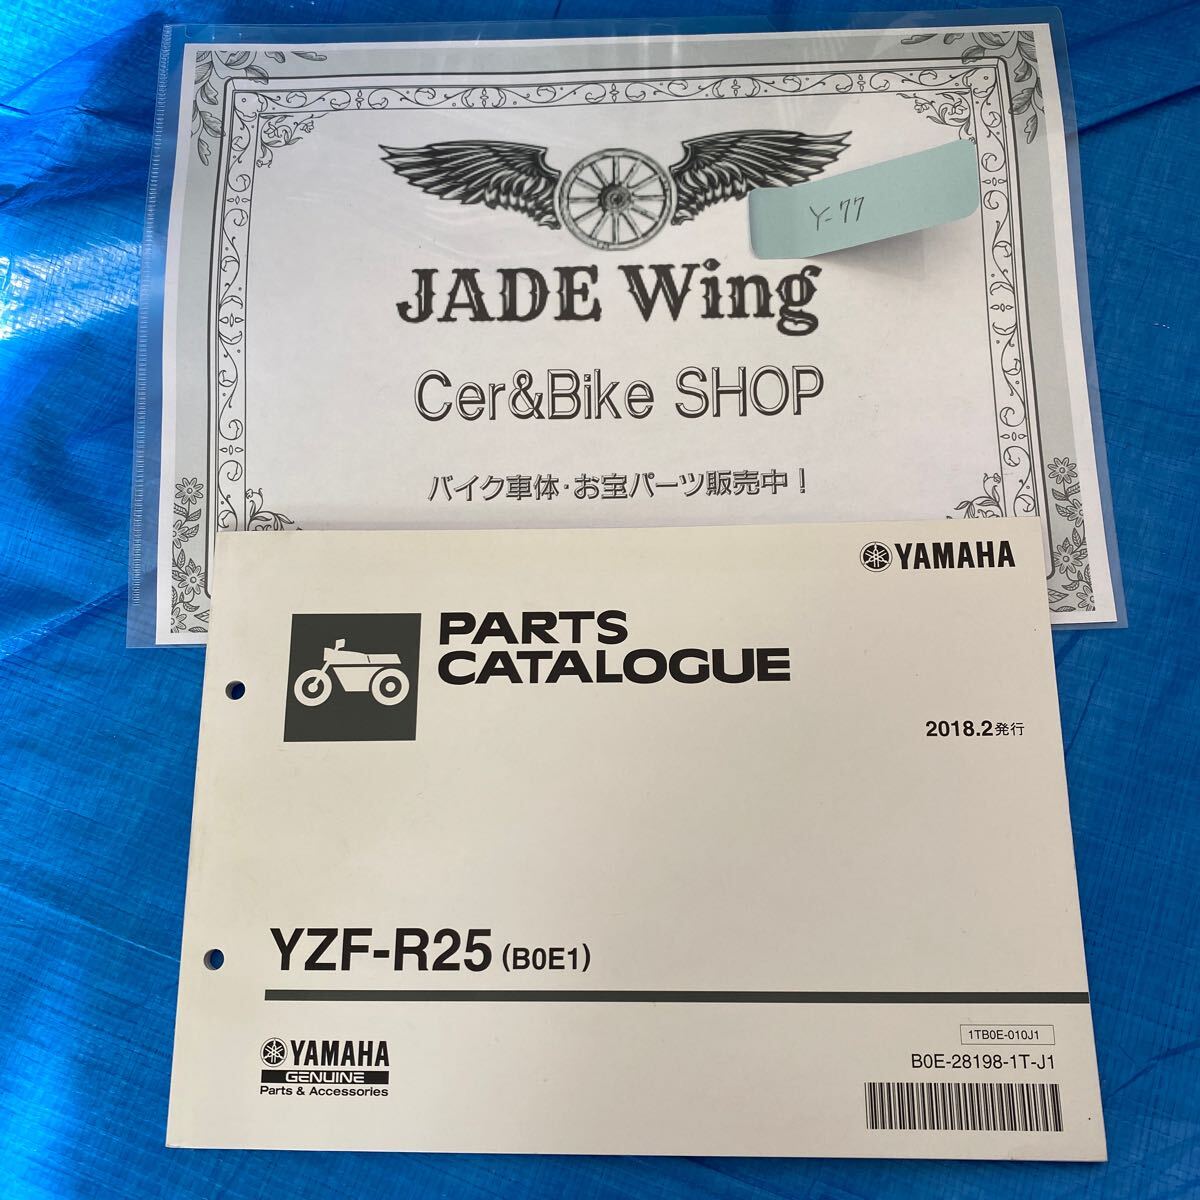 Y-77
JADE Wing
Cer&Bike SHOP
バイク車体・お宝パーツ販売中！
YAMAHA
PARTS
CATALOGUE
2018.2発行
YZF-R25 (B0E1)
YAMAHA
GENUINE
Parts & Accessories
1TB0E-010J1
B0E-28198-1T-J1